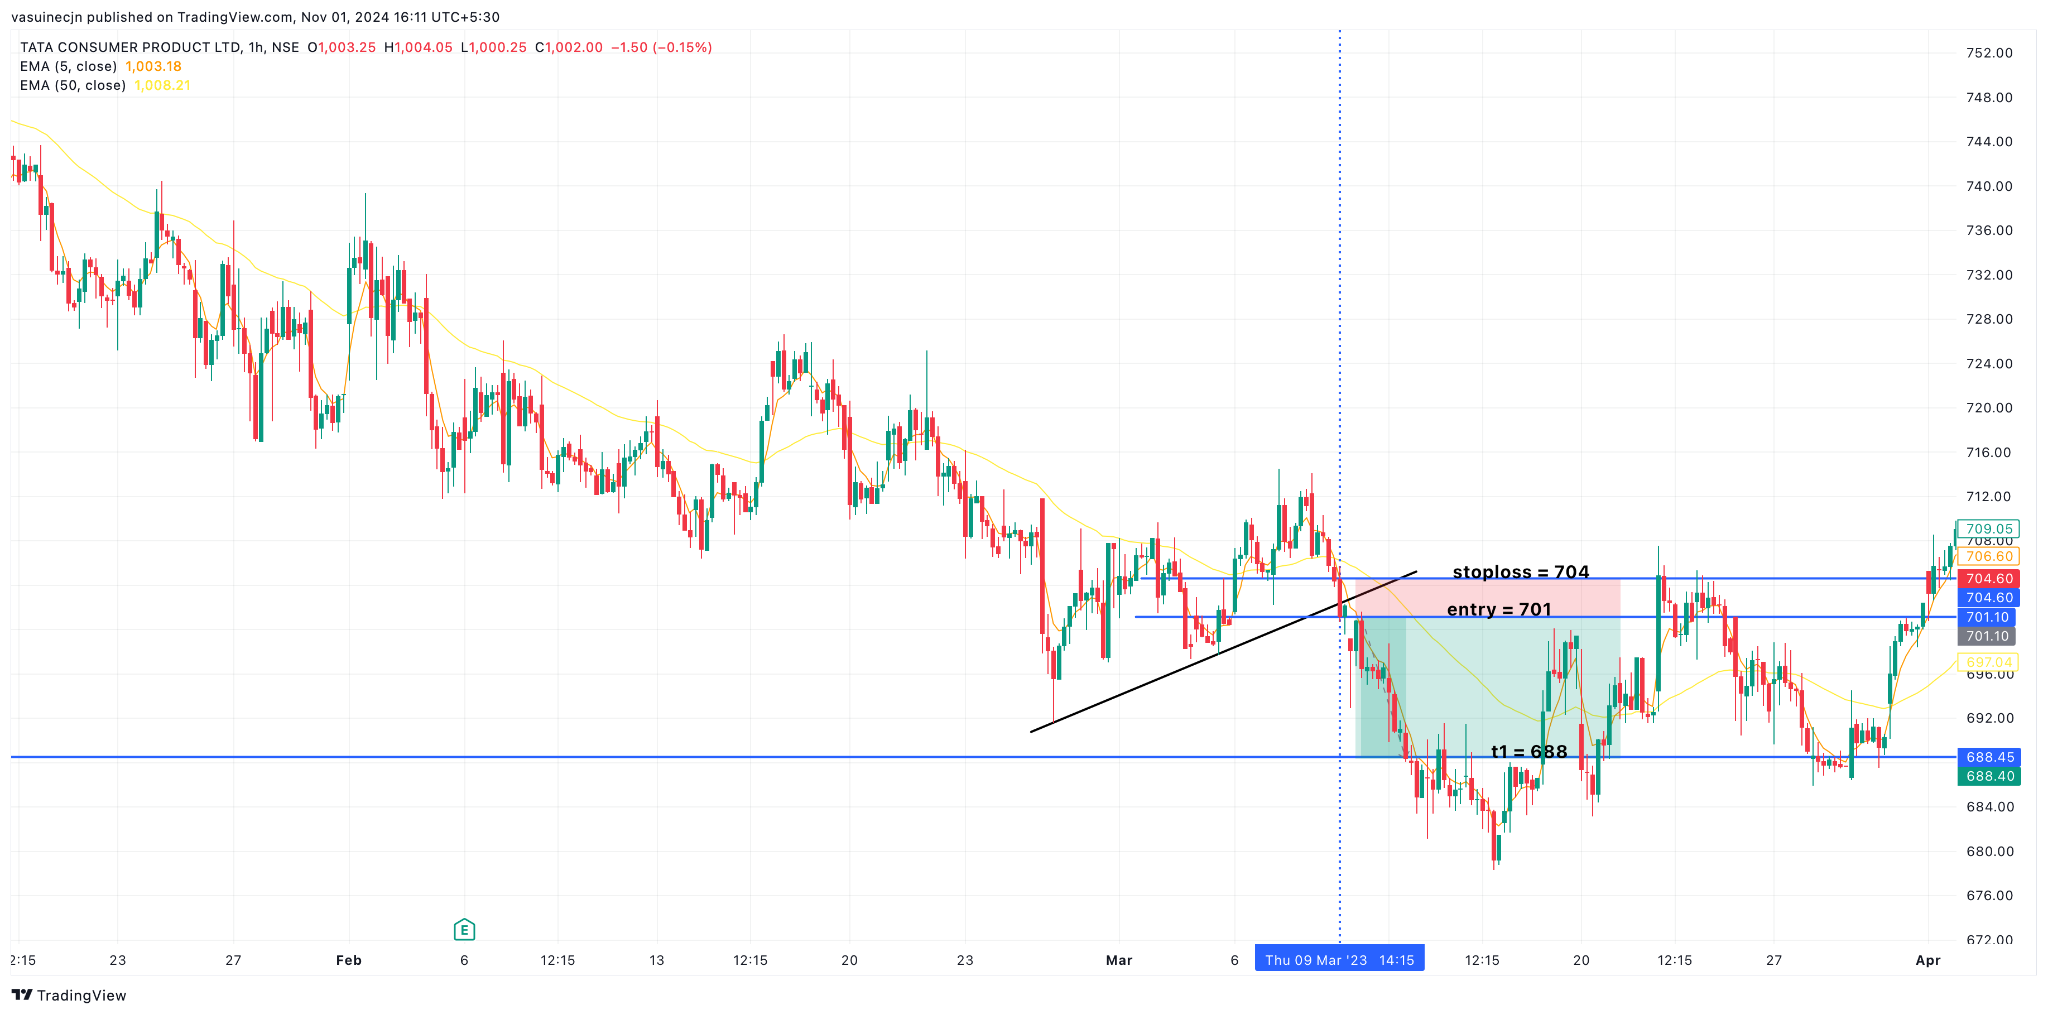 vasuinecjn published on TradingView.com, Nov 01, 2024 16:11 UTC+5:30
TATA CONSUMER PRODUCT LTD, 1h, NSE O1,003.25 H1,004.05 L1,000.25 C1,002.00 −1.50 (−0.15%)
EMA (5, close) 1,003.18
EMA (50, close) 1,008.21
752.00
748.00
744.00
740.00
736.00
732.00
728.00
724.00
720.00
716.00
712.00
709.05
708.00
706.60
stoploss = 704
704.60
704.60
entry = 701
701.10
701.10
697.04
696.00
692.00
t1 = 688
688.45
688.40
684.00
680.00
676.00
E
672.00
2:15 23 27 Feb 6 12:15 13 12:15 20 23 Mar 6 Thu 09 Mar '23 14:15 12:15 20 12:15 27 Apr
TradingView